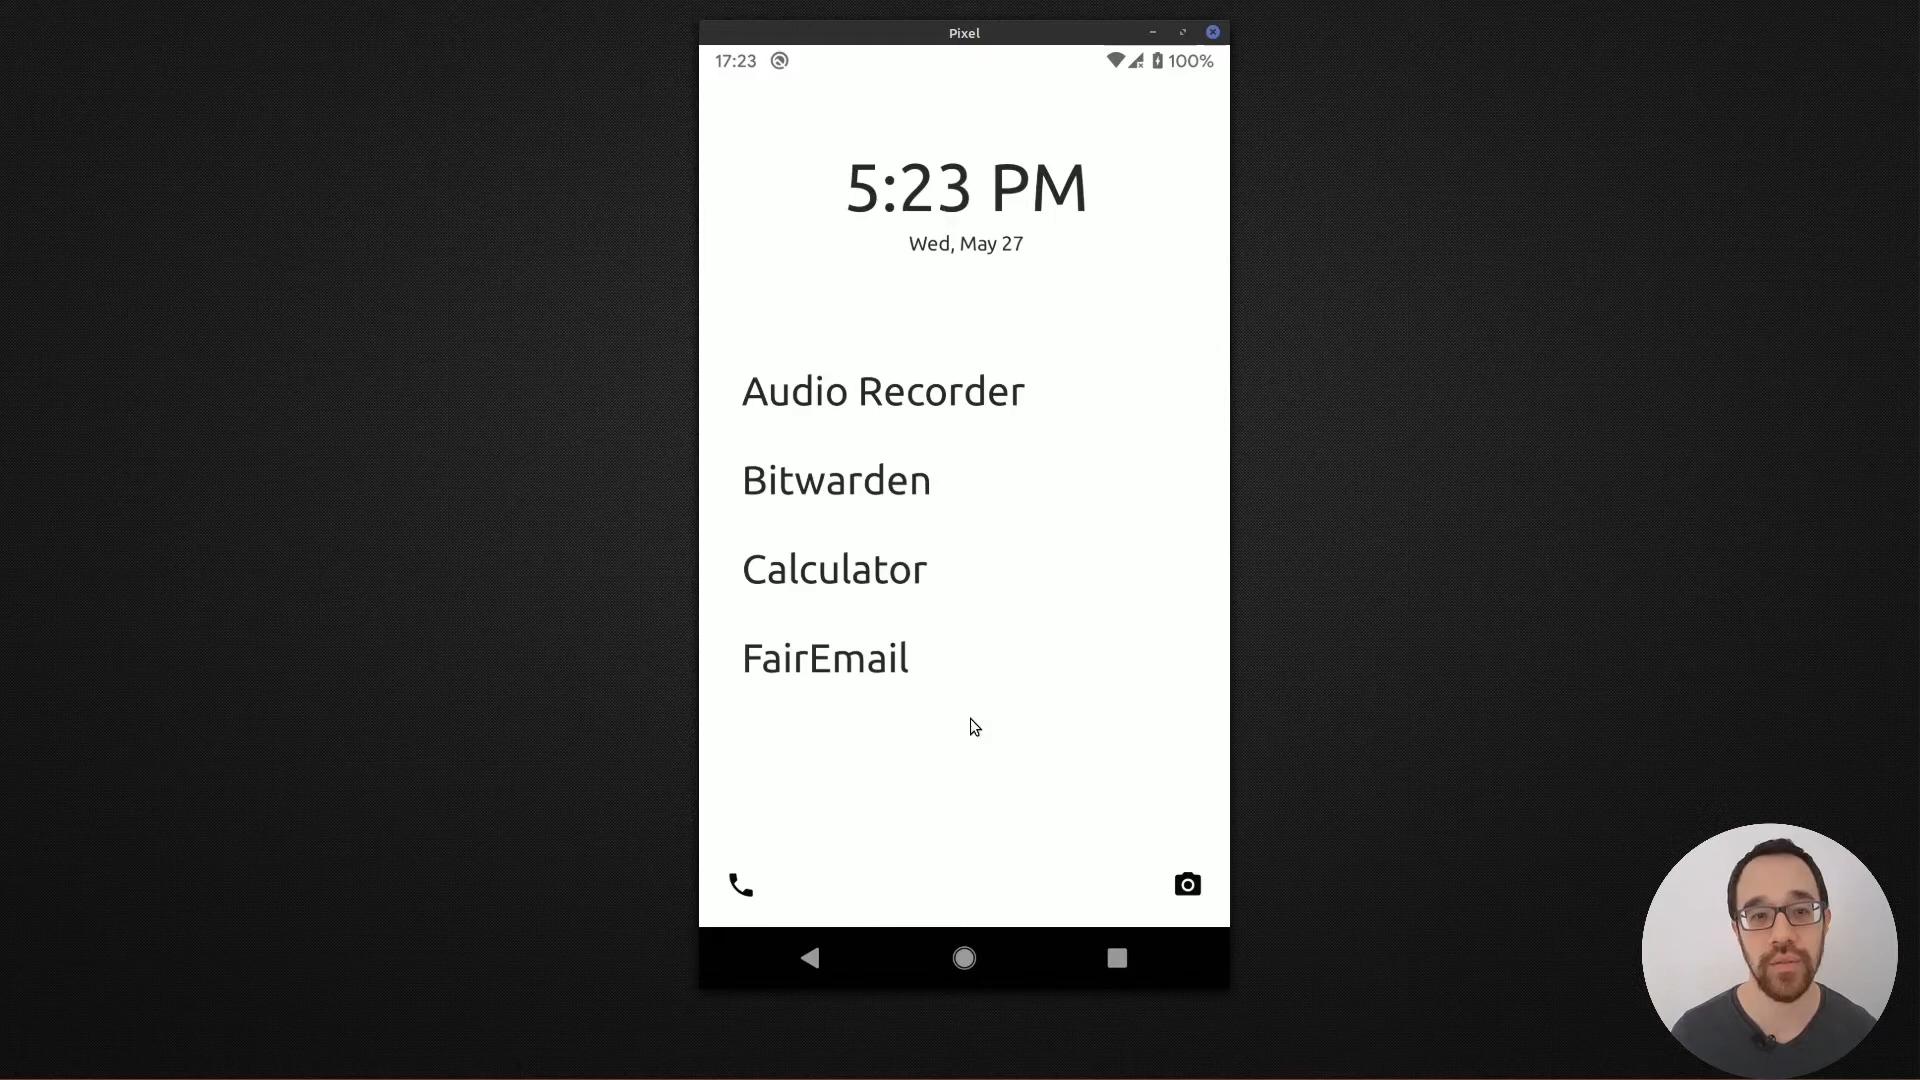 Pixel
17:23 100%
5:23 PM
Wed, May 27
Audio Recorder
Bitwarden
Calculator
FairEmail